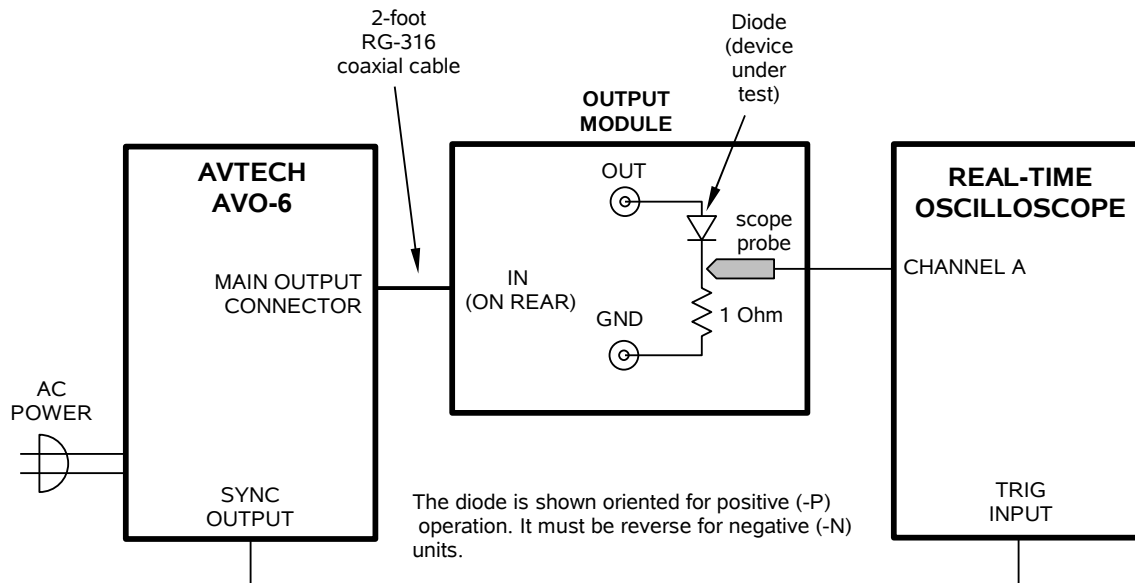 2-foot
RG-316
coaxial cable
Diode
(device
under
test)
OUTPUT
MODULE
AVTECH
AVO-6
OUT
REAL-TIME
OSCILLOSCOPE
scope
probe
MAIN OUTPUT
CONNECTOR
IN
(ON REAR)
CHANNEL A
GND
1 Ohm
AC
POWER
SYNC
OUTPUT
The diode is shown oriented for positive (-P)
operation. It must be reverse for negative (-N)
units.
TRIG
INPUT